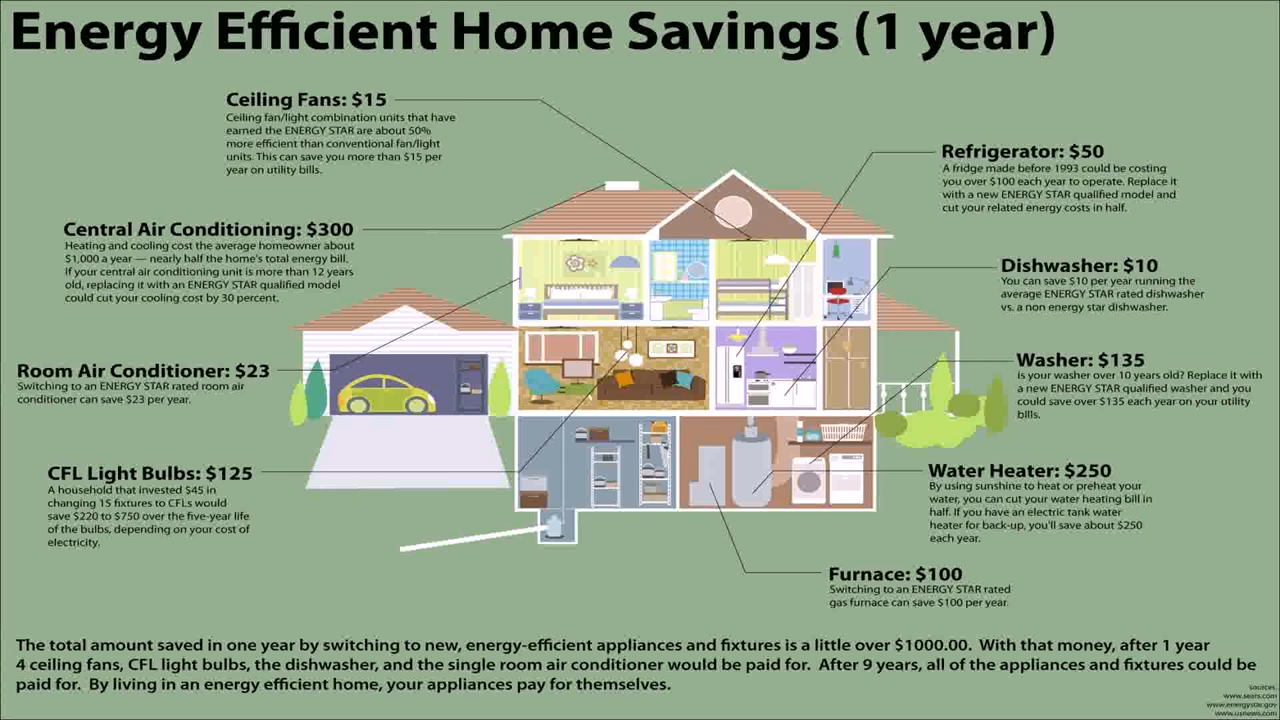 Energy Efficient Home Savings (1 year)
Ceiling Fans: $15
Ceiling fan/light combination units that have
earned the ENERGY STAR are about 50%
more efficient than conventional fan/light
units. This can save you more than $15 per
year on utility bills.
Refrigerator: $50
A fridge made before 1993 could be costing
you over $100 each year to operate. Replace it
with a new ENERGY STAR qualified model and
cut your related energy costs in half.
Central Air Conditioning: $300
Heating and cooling cost the average homeowner about
$1,000 a year — nearly half the home's total energy bill.
If your central air conditioning unit is more than 12 years
old, replacing it with an ENERGY STAR qualified model
could cut your cooling cost by 30 percent.
Dishwasher: $10
You can save $10 per year running the
average ENERGY STAR rated dishwasher
vs. a non energy star dishwasher.
Room Air Conditioner: $23
Switching to an ENERGY STAR rated room air
conditioner can save $23 per year.
Washer: $135
Is your washer over 10 years old? Replace it with
a new ENERGY STAR qualified washer and you
could save over $135 each year on your utility
bills.
CFL Light Bulbs: $125
A household that invested $45 in
changing 15 fixtures to CFLs would
save $220 to $750 over the five-year life
of the bulbs, depending on your cost of
electricity.
Water Heater: $250
By using sunshine to heat or preheat your
water, you can cut your water heating bill in
half. If you have an electric tank water
heater for back-up, you'll save about $250
each year.
Furnace: $100
Switching to an ENERGY STAR rated
gas furnace can save $100 per year.
The total amount saved in one year by switching to new, energy-efficient appliances and fixtures is a little over $1000.00. With that money, after 1 year
4 ceiling fans, CFL light bulbs, the dishwasher, and the single room air conditioner would be paid for. After 9 years, all of the appliances and fixtures could be
paid for. By living in an energy efficient home, your appliances pay for themselves.
sources:
www.sears.com
www.energystar.gov
www.usnews.com